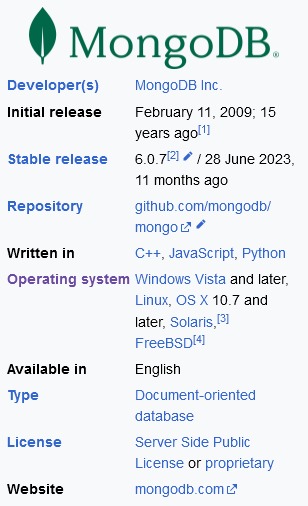 MongoDB®
Developer(s) MongoDB Inc.
Initial release February 11, 2009; 15
years ago[1]
Stable release 6.0.7[2] / 28 June 2023,
11 months ago
Repository github.com/mongodb/
mongo
Written in C++, JavaScript, Python
Operating system Windows Vista and later,
Linux, OS X 10.7 and
later, Solaris,[3]
FreeBSD[4]
Available in English
Type Document-oriented
database
License Server Side Public
License or proprietary
Website mongodb.com